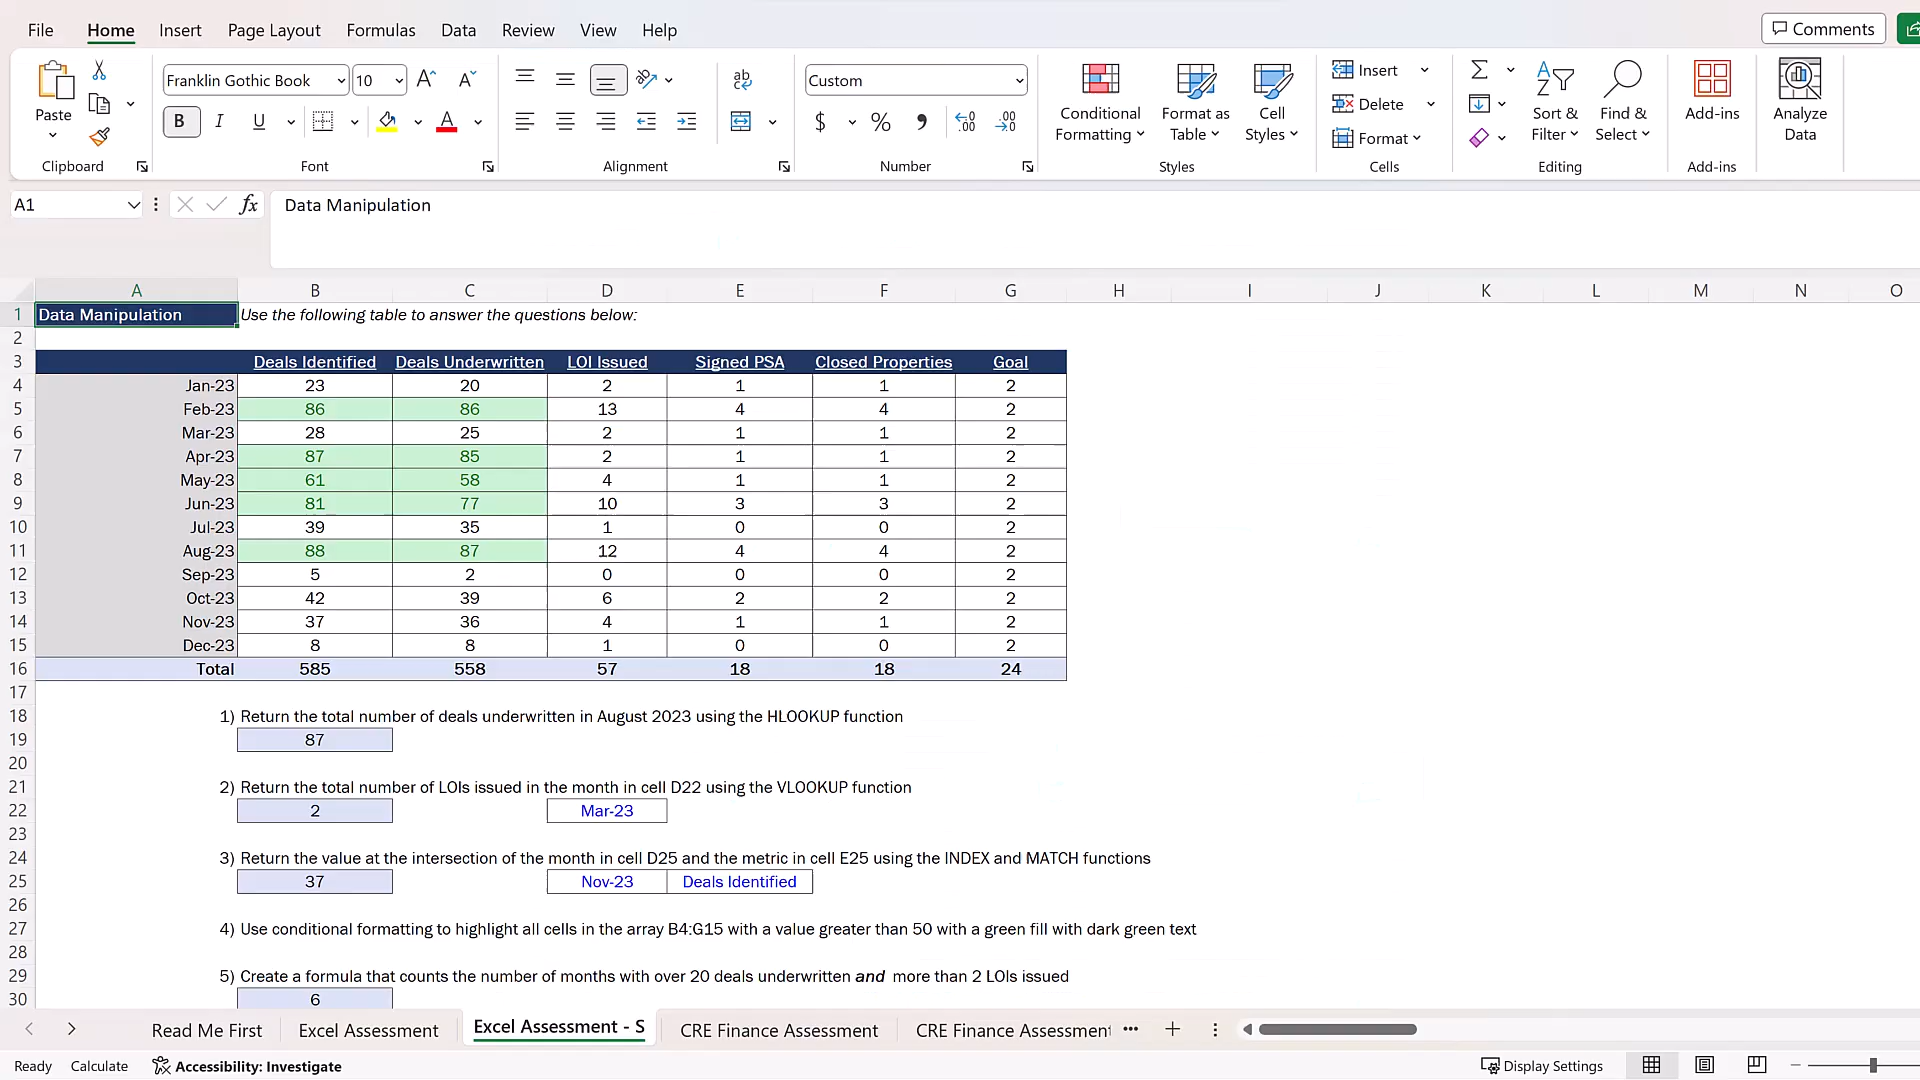 File Home Insert Page Layout Formulas Data Review View Help Comments
Paste Franklin Gothic Book 10 Custom Conditional Formatting Format as Table Cell Styles Insert Delete Format Sort & Filter Find & Select Add-ins Analyze Data
Clipboard Font Alignment Number Styles Cells Editing Add-ins
A1 fx Data Manipulation
A B C D E F G H I J K L M N O
1 Data Manipulation Use the following table to answer the questions below:
2
3 Deals Identified Deals Underwritten LOI Issued Signed PSA Closed Properties Goal
4 Jan-23 23 20 2 1 1 2
5 Feb-23 86 86 13 4 4 2
6 Mar-23 28 25 2 1 1 2
7 Apr-23 87 85 2 1 1 2
8 May-23 61 58 4 1 1 2
9 Jun-23 81 77 10 3 3 2
10 Jul-23 39 35 1 0 0 2
11 Aug-23 88 87 12 4 4 2
12 Sep-23 5 2 0 0 0 2
13 Oct-23 42 39 6 2 2 2
14 Nov-23 37 36 4 1 1 2
15 Dec-23 8 8 1 0 0 2
16 Total 585 558 57 18 18 24
17
18 1) Return the total number of deals underwritten in August 2023 using the HLOOKUP function
19 87
20
21 2) Return the total number of LOIs issued in the month in cell D22 using the VLOOKUP function
22 2 Mar-23
23
24 3) Return the value at the intersection of the month in cell D25 and the metric in cell E25 using the INDEX and MATCH functions
25 37 Nov-23 Deals Identified
26
27 4) Use conditional formatting to highlight all cells in the array B4:G15 with a value greater than 50 with a green fill with dark green text
28
29 5) Create a formula that counts the number of months with over 20 deals underwritten and more than 2 LOIs issued
30 6
Read Me First Excel Assessment Excel Assessment - S CRE Finance Assessment CRE Finance Assessment ...
Ready Calculate Accessibility: Investigate Display Settings